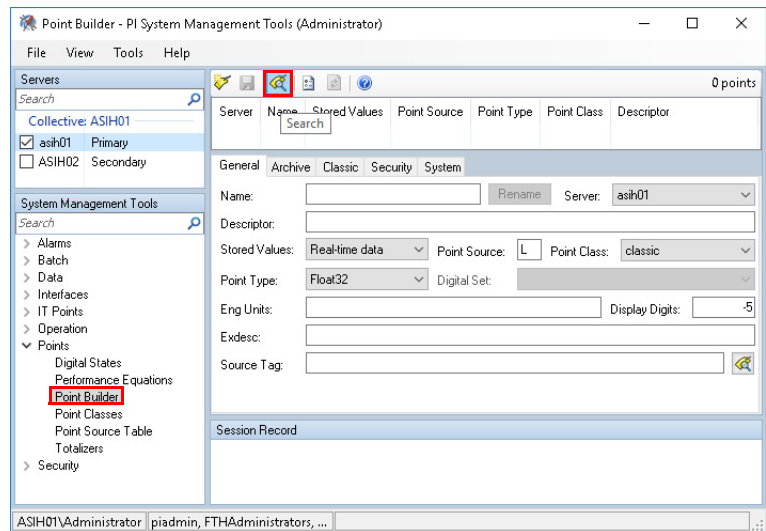 Point Builder - PI System Management Tools (Administrator)
File View Tools Help
Servers
Search
Collective: ASIH01
asih01 Primary
ASIH02 Secondary
System Management Tools
Search
Alarms
Batch
Data
Interfaces
IT Points
Operation
Points
Digital States
Performance Equations
Point Builder
Point Classes
Point Source Table
Totalizers
Security
0 points
Server Name Stored Values Point Source Point Type Point Class Descriptor
Search
General Archive Classic Security System
Name: Rename Server: asih01
Descriptor:
Stored Values: Real-time data Point Source: L Point Class: classic
Point Type: Float32 Digital Set:
Eng Units: Display Digits: -5
Exdesc:
Source Tag:
Session Record
ASIH01\Administrator piadmin, FTHAdministrators, ...